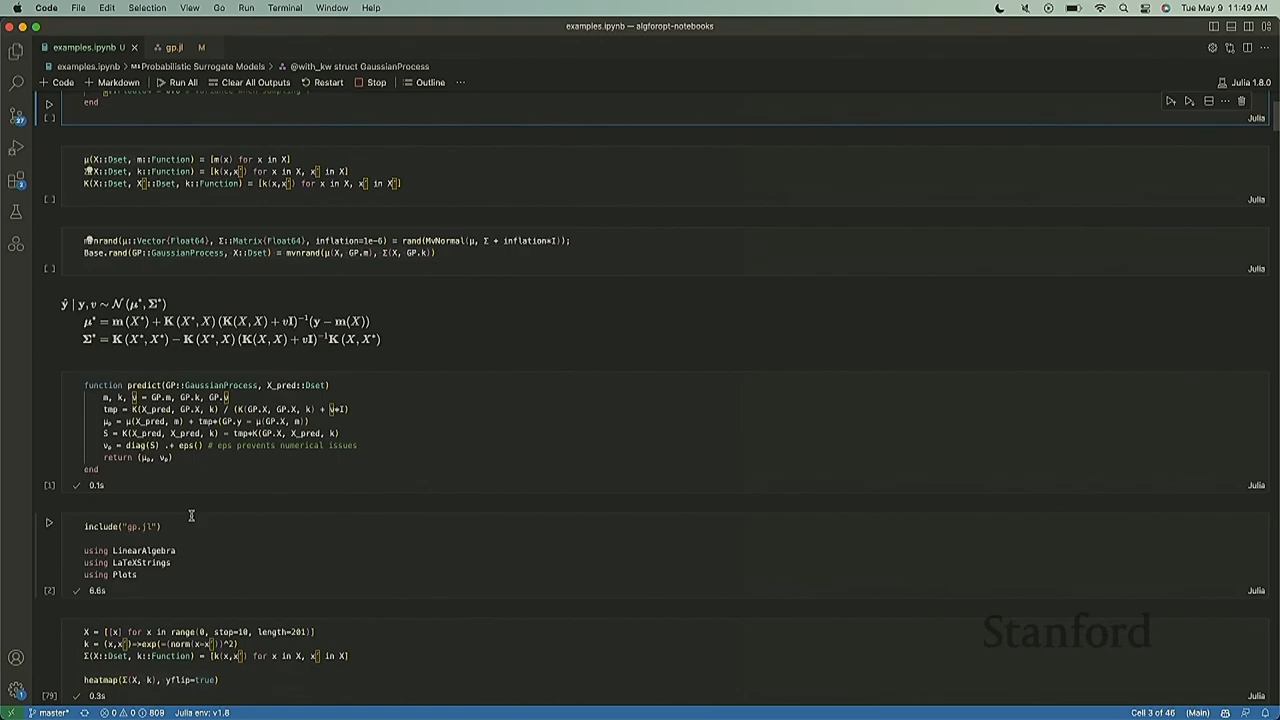 Code File Edit Selection View Go Run Terminal Window Help
Tue May 9 11:49 AM
examples.ipynb — algforopt-notebooks
examples.ipynb U gp.jl M
examples.ipynb > Probabilistic Surrogate Models > @with_kw struct GaussianProcess
+ Code + Markdown Run All Clear All Outputs Restart Stop Outline ... Julia 1.8.0
end
[ ] Julia
μ(X::Dset, m::Function) = [m(x) for x in X]
(X::Dset, k::Function) = [k(x,x′) for x in X, x′ in X]
K(X::Dset, X′::Dset, k::Function) = [k(x,x′) for x in X, x′ in X′]
[ ] Julia
mvnrand(μ::Vector{Float64}, Σ::Matrix{Float64}, inflation=1e-6) = rand(MvNormal(μ, Σ + inflation*I));
Base.rand(GP::GaussianProcess, X::Dset) = mvnrand(μ(X, GP.m), Σ(X, GP.k))
[ ] Julia
ŷ | y, ν ∼ N (μ*, Σ*)
μ* = m (X*) + K (X*, X) (K(X, X) + νI)⁻¹(y − m(X))
Σ* = K (X*, X*) − K (X*, X) (K(X, X) + νI)⁻¹K (X, X*)
function predict(GP::GaussianProcess, X_pred::Dset)
m, k, ν = GP.m, GP.k, GP.ν
tmp = K(X_pred, GP.X, k) / (K(GP.X, GP.X, k) + ν*I)
μₚ = μ(X_pred, m) + tmp*(GP.y − μ(GP.X, m))
S = K(X_pred, X_pred, k) − tmp*K(GP.X, X_pred, k)
νₚ = diag(S) .+ eps() # eps prevents numerical issues
return (μₚ, νₚ)
end
[1] ✓ 0.1s Julia
include("gp.jl")
using LinearAlgebra
using LaTeXStrings
using Plots
[2] ✓ 6.6s Julia
X = [[x] for x in range(0, stop=10, length=201)]
k = (x,x′)->exp(-(norm(x-x′))^2)
Σ(X::Dset, k::Function) = [k(x,x′) for x in X, x′ in X]
heatmap(Σ(X, k), yflip=true)
[79] ✓ 0.3s Julia
Stanford
master* 0 0 809 Julia env: v1.8 Cell 3 of 46 (Main)